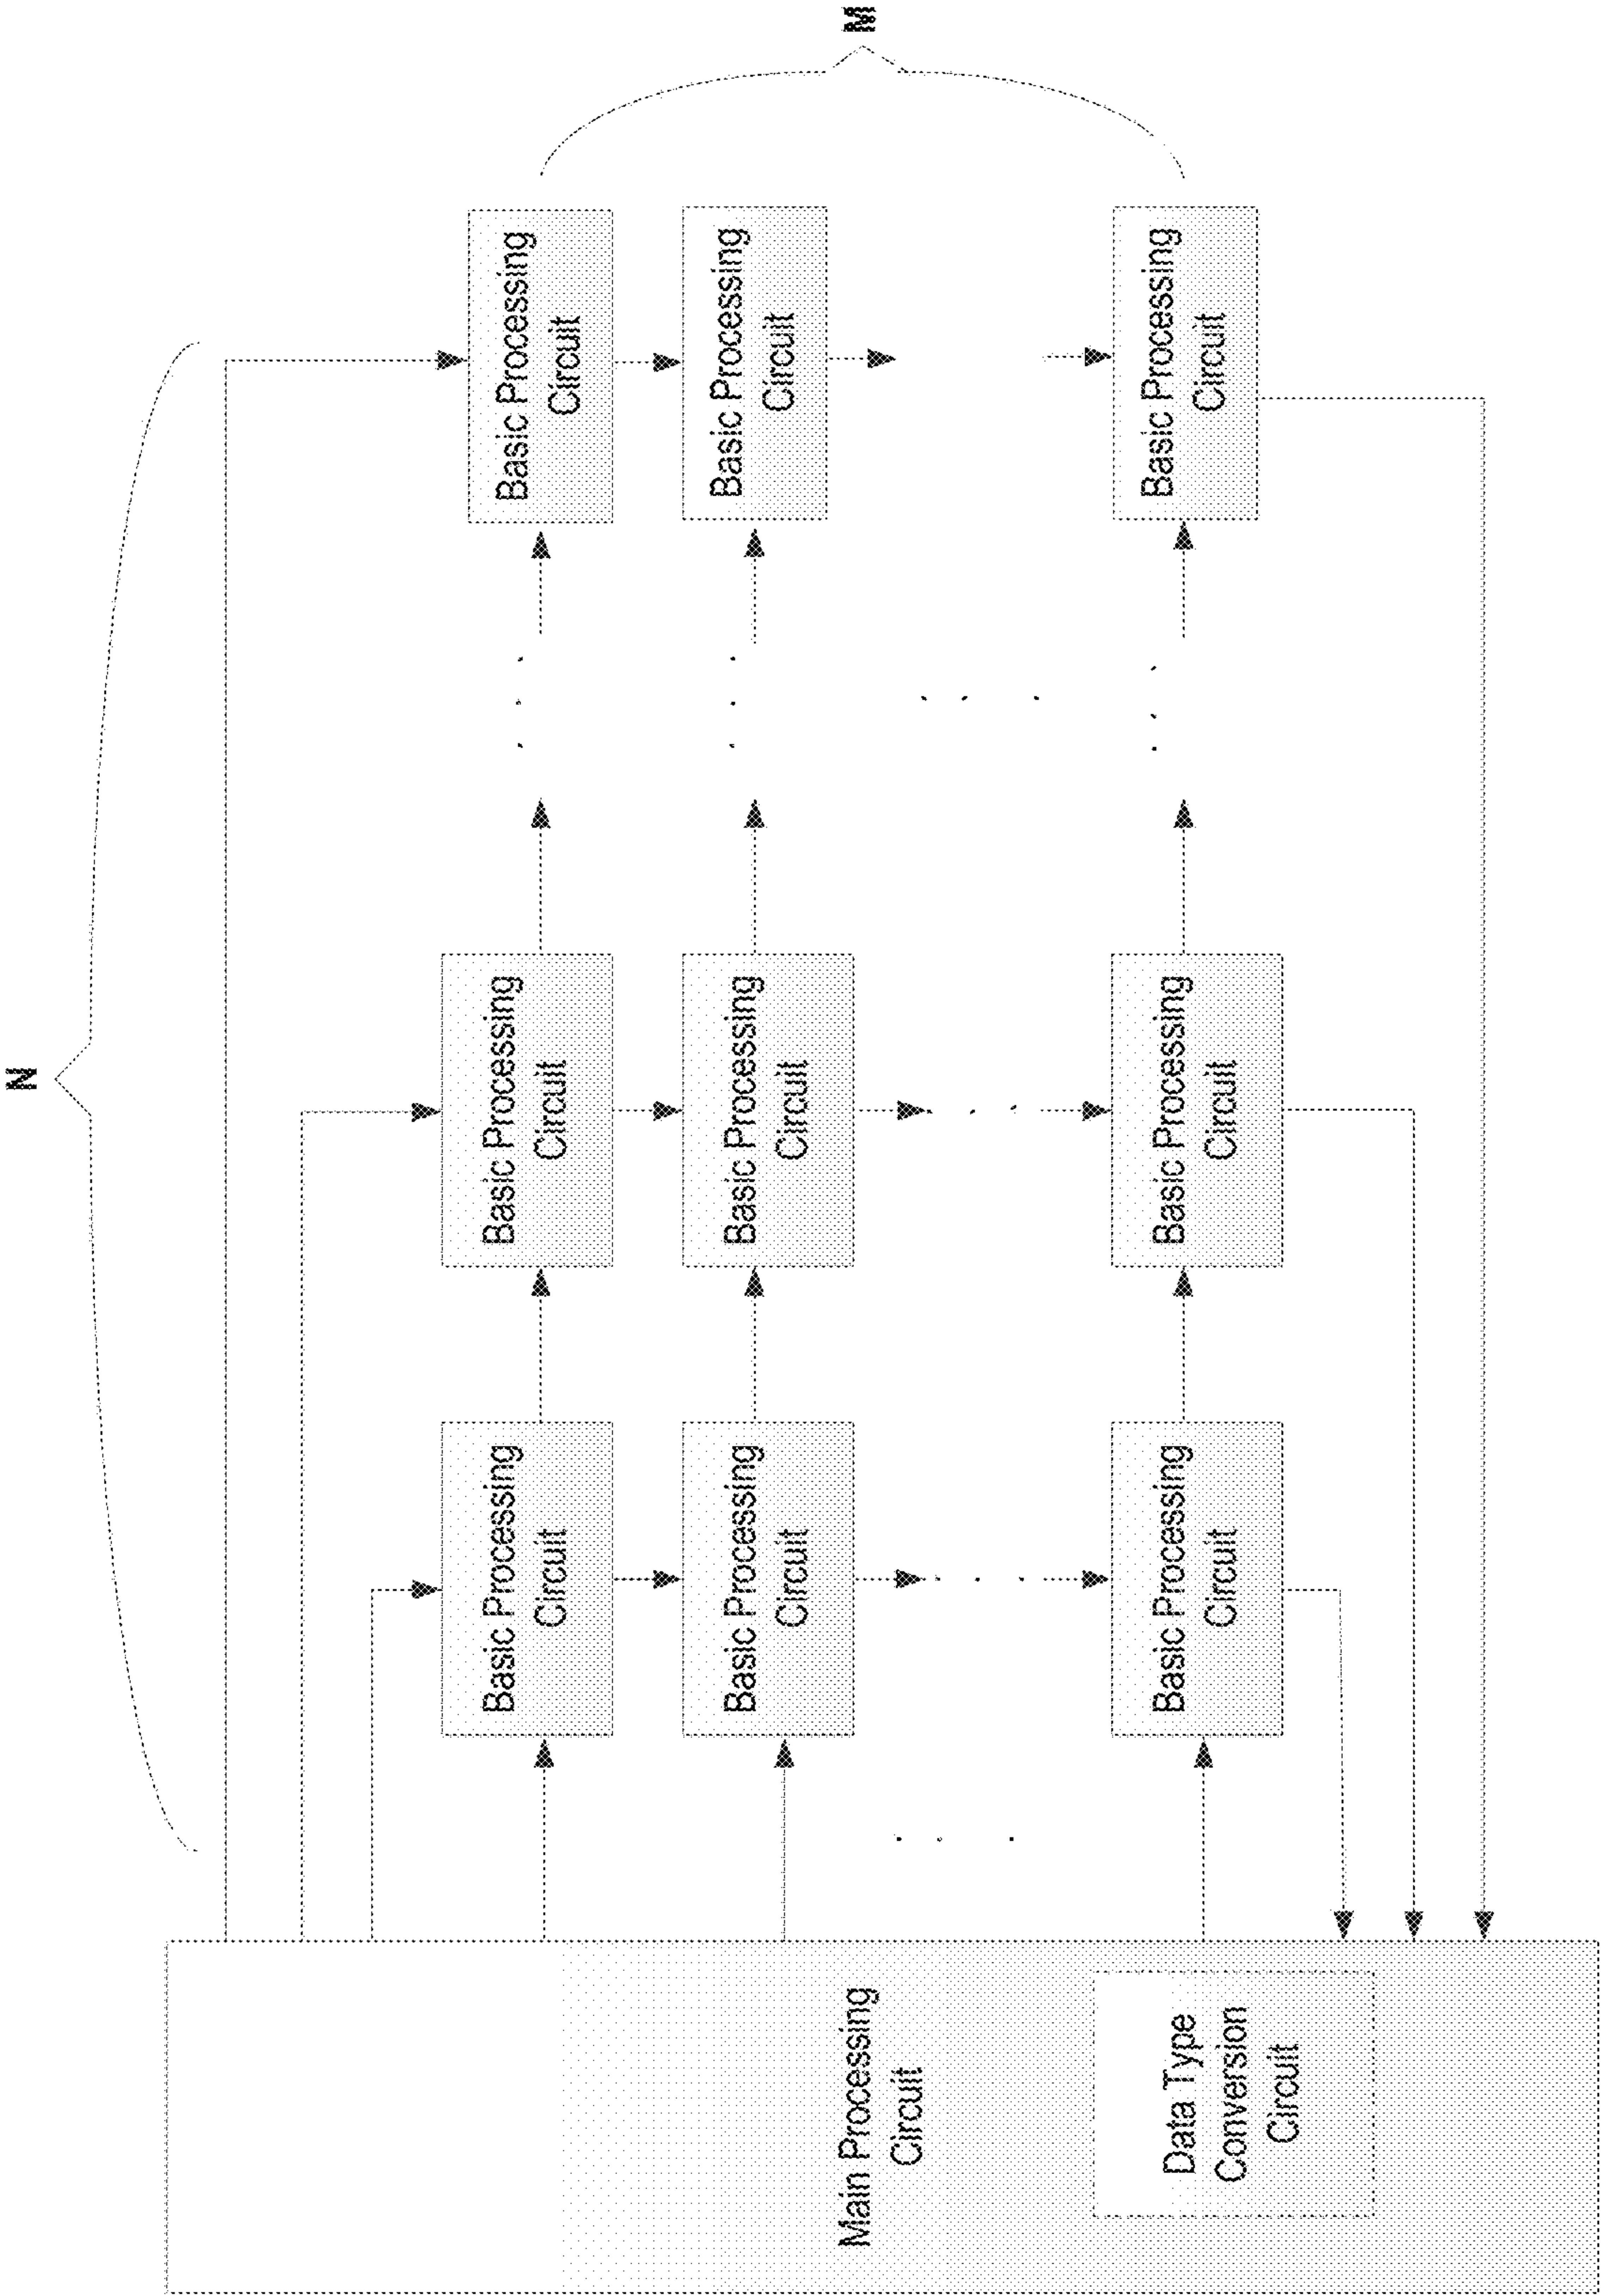 N
M
Basic Processing
Circuit
Basic Processing
Circuit
Basic Processing
Circuit
Basic Processing
Circuit
Basic Processing
Circuit
Basic Processing
Circuit
Basic Processing
Circuit
Basic Processing
Circuit
Basic Processing
Circuit
Main Processing
Circuit
Data Type
Conversion
Circuit